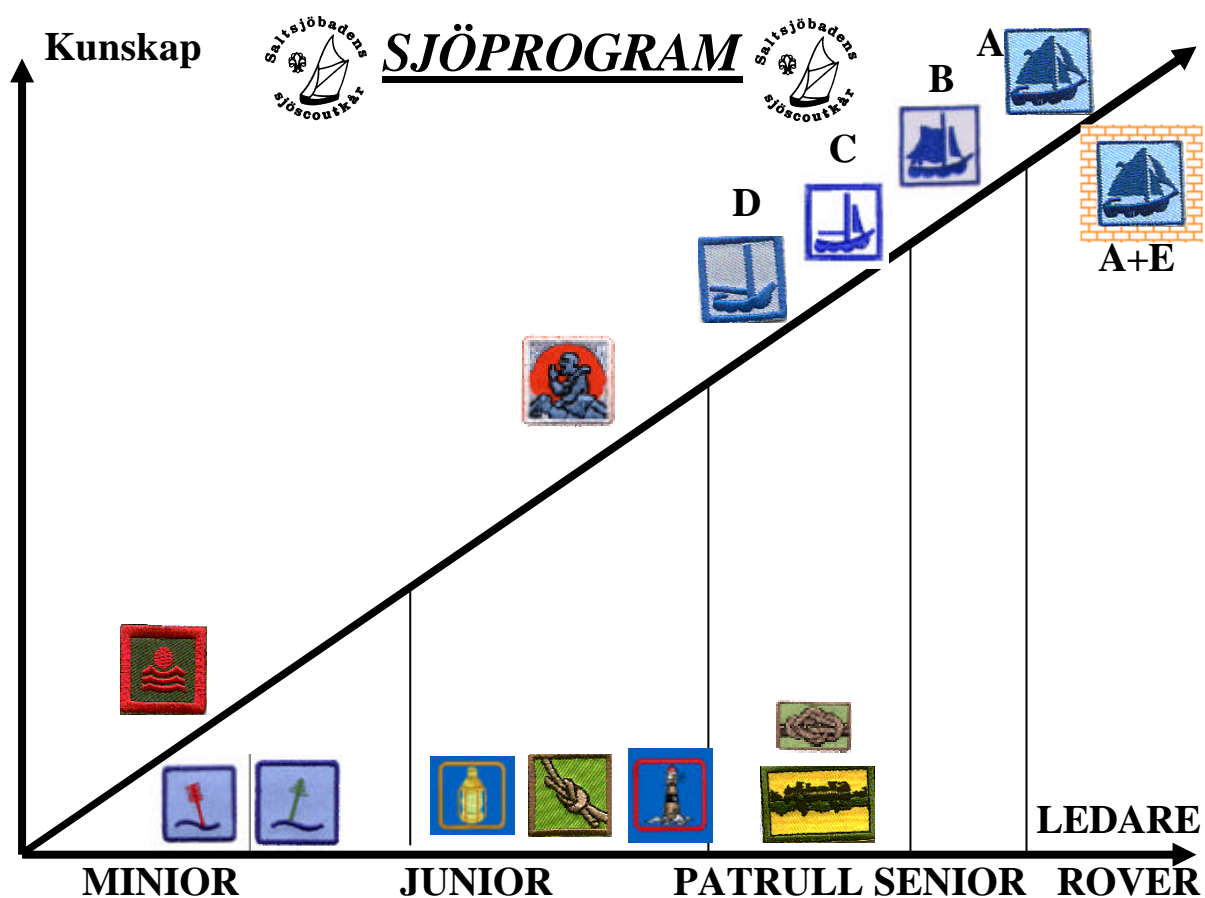 Kunskap
Saltsjöbadens
sjöscoutkår
SJÖPROGRAM
Saltsjöbadens
sjöscoutkår
A
B
C
D
A+E
LEDARE
MINIOR JUNIOR PATRULL SENIOR ROVER